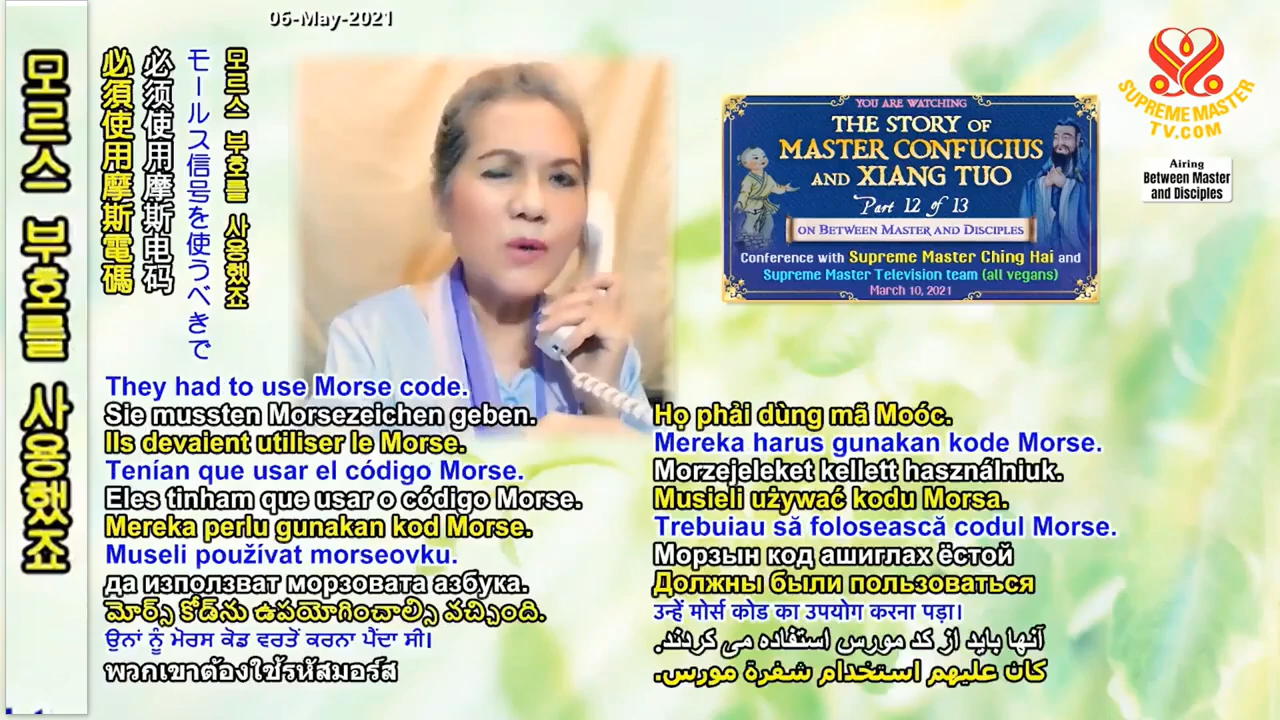 06-May-2021
모르스 부호를 사용했죠
必須使用摩斯電碼
必须使用摩斯电码
モールス信号を使うべきで
모르스 부호를 사용했죠
YOU ARE WATCHING
THE STORY OF
MASTER CONFUCIUS
AND XIANG TUO
Part 12 of 13
ON BETWEEN MASTER AND DISCIPLES
Conference with Supreme Master Ching Hai and
Supreme Master Television team (all vegans)
March 10, 2021
SUPREME MASTER
TV.COM
Airing
Between Master
and Disciples
They had to use Morse code.
Sie mussten Morsezeichen geben.
Ils devaient utiliser le Morse.
Tenían que usar el código Morse.
Eles tinham que usar o código Morse.
Mereka perlu gunakan kod Morse.
Museli používat morseovku.
да използват морзовата азбука.
మోర్స్ కోడ్‌ను ఉపయోగించాల్సి వచ్చింది.
ਉਨਾਂ ਨੂੰ ਮੋਰਸ ਕੋਡ ਵਰਤੋਂ ਕਰਨਾ ਪੈਂਦਾ ਸੀ।
พวกเขาต้องใช้รหัสมอร์ส
Họ phải dùng mã Moóc.
Mereka harus gunakan kode Morse.
Morzejeleket kellett használniuk.
Musieli używać kodu Morsa.
Trebuiau să folosească codul Morse.
Морзын код ашиглах ёстой
Должны были пользоваться
उन्हें मोर्स कोड का उपयोग करना पड़ा।
آنها باید از کد مورس استفاده می کردند.
كان عليهم استخدام شفرة مورس.